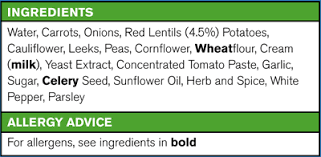 INGREDIENTS
Water, Carrots, Onions, Red Lentils (4.5%) Potatoes,
Cauliflower, Leeks, Peas, Cornflower, Wheatflour, Cream
(milk), Yeast Extract, Concentrated Tomato Paste, Garlic,
Sugar, Celery Seed, Sunflower Oil, Herb and Spice, White
Pepper, Parsley
ALLERGY ADVICE
For allergens, see ingredients in bold